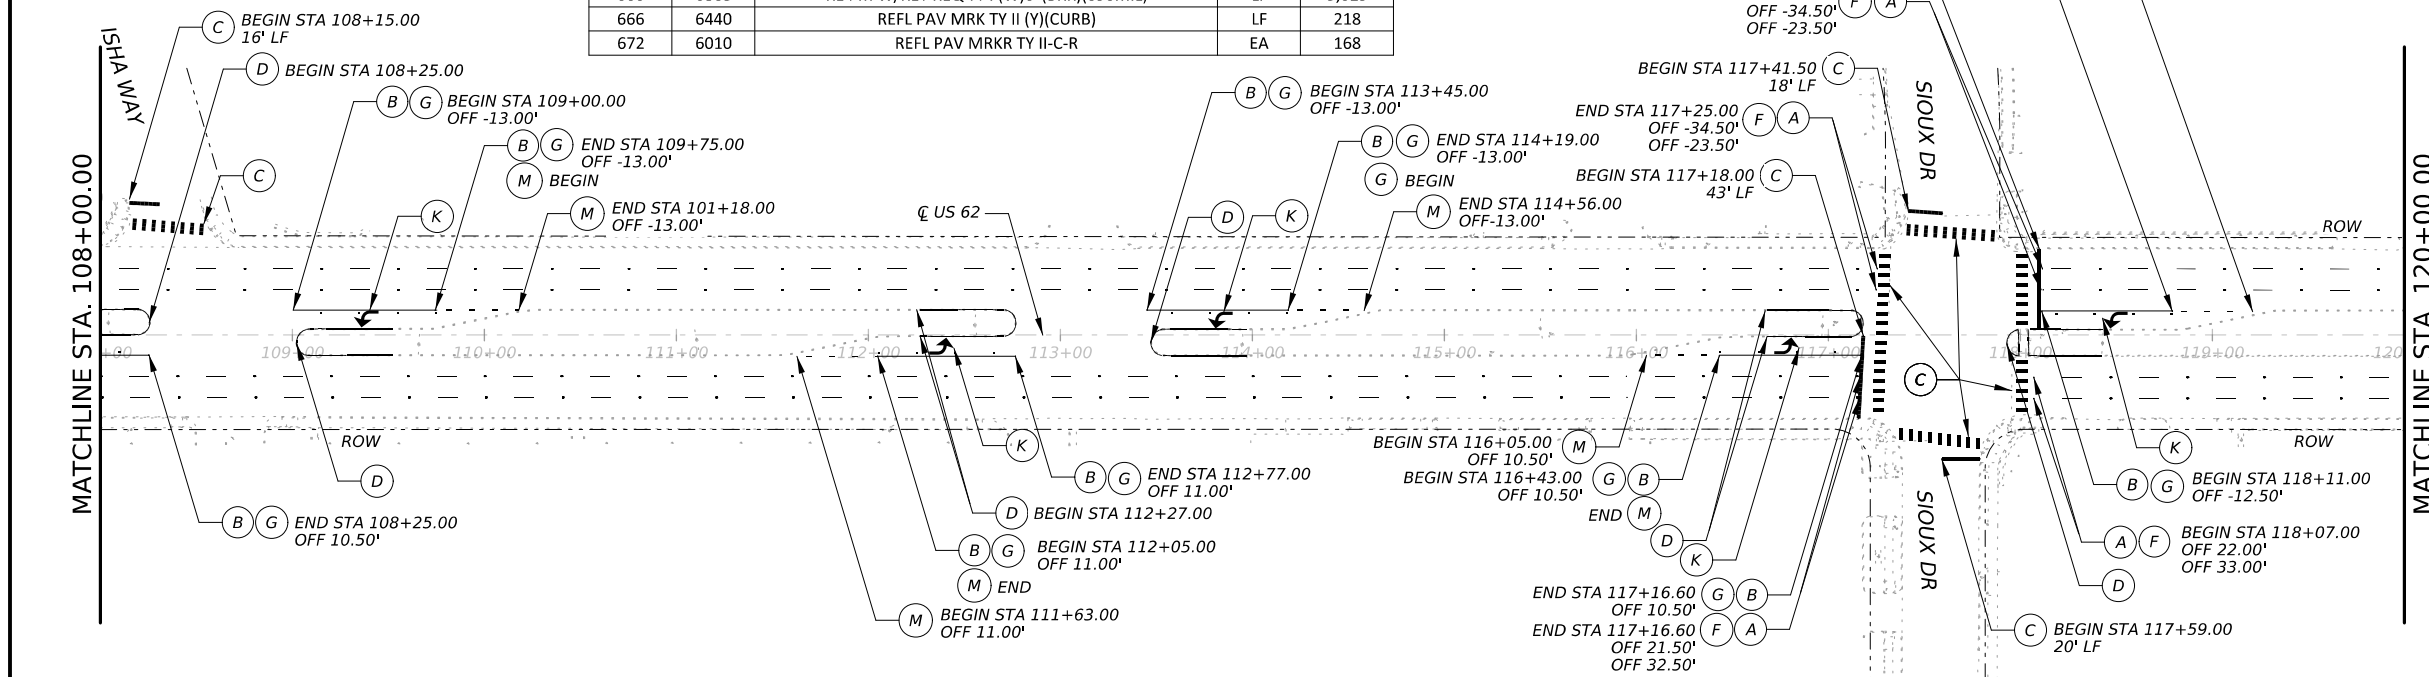 666 6440 REFL PAV MRK TY II (Y)(CURB) LF 218
672 6010 REFL PAV MRKR TY II-C-R EA 168
ISHA WAY
C BEGIN STA 108+15.00
16' LF
D BEGIN STA 108+25.00
B G BEGIN STA 109+00.00
OFF -13.00'
B G END STA 109+75.00
OFF -13.00'
M BEGIN
C
K
M END STA 101+18.00
OFF -13.00'
℄ US 62
B G BEGIN STA 113+45.00
OFF -13.00'
B G END STA 114+19.00
OFF -13.00'
G BEGIN
D
K
M END STA 114+56.00
OFF-13.00'
OFF -34.50' F A
OFF -23.50'
BEGIN STA 117+41.50 C
18' LF
END STA 117+25.00 F A
OFF -34.50'
OFF -23.50'
BEGIN STA 117+18.00 C
43' LF
SIOUX DR
ROW
MATCHLINE STA. 108+00.00
MATCHLINE STA. 120+00.00
+00 109+00 110+00 111+00 112+00 113+00 114+00 115+00 116+00 117+00 118+00 119+00 120
C
ROW
ROW
D
B G END STA 108+25.00
OFF 10.50'
K
B G END STA 112+77.00
OFF 11.00'
D BEGIN STA 112+27.00
B G BEGIN STA 112+05.00
OFF 11.00'
M END
M BEGIN STA 111+63.00
OFF 11.00'
BEGIN STA 116+05.00 M
OFF 10.50'
BEGIN STA 116+43.00 G B
OFF 10.50'
END M
D
K
END STA 117+16.60 G B
OFF 10.50'
END STA 117+16.60 F A
OFF 21.50'
OFF 32.50'
SIOUX DR
K
B G BEGIN STA 118+11.00
OFF -12.50'
A F BEGIN STA 118+07.00
OFF 22.00'
OFF 33.00'
D
C BEGIN STA 117+59.00
20' LF